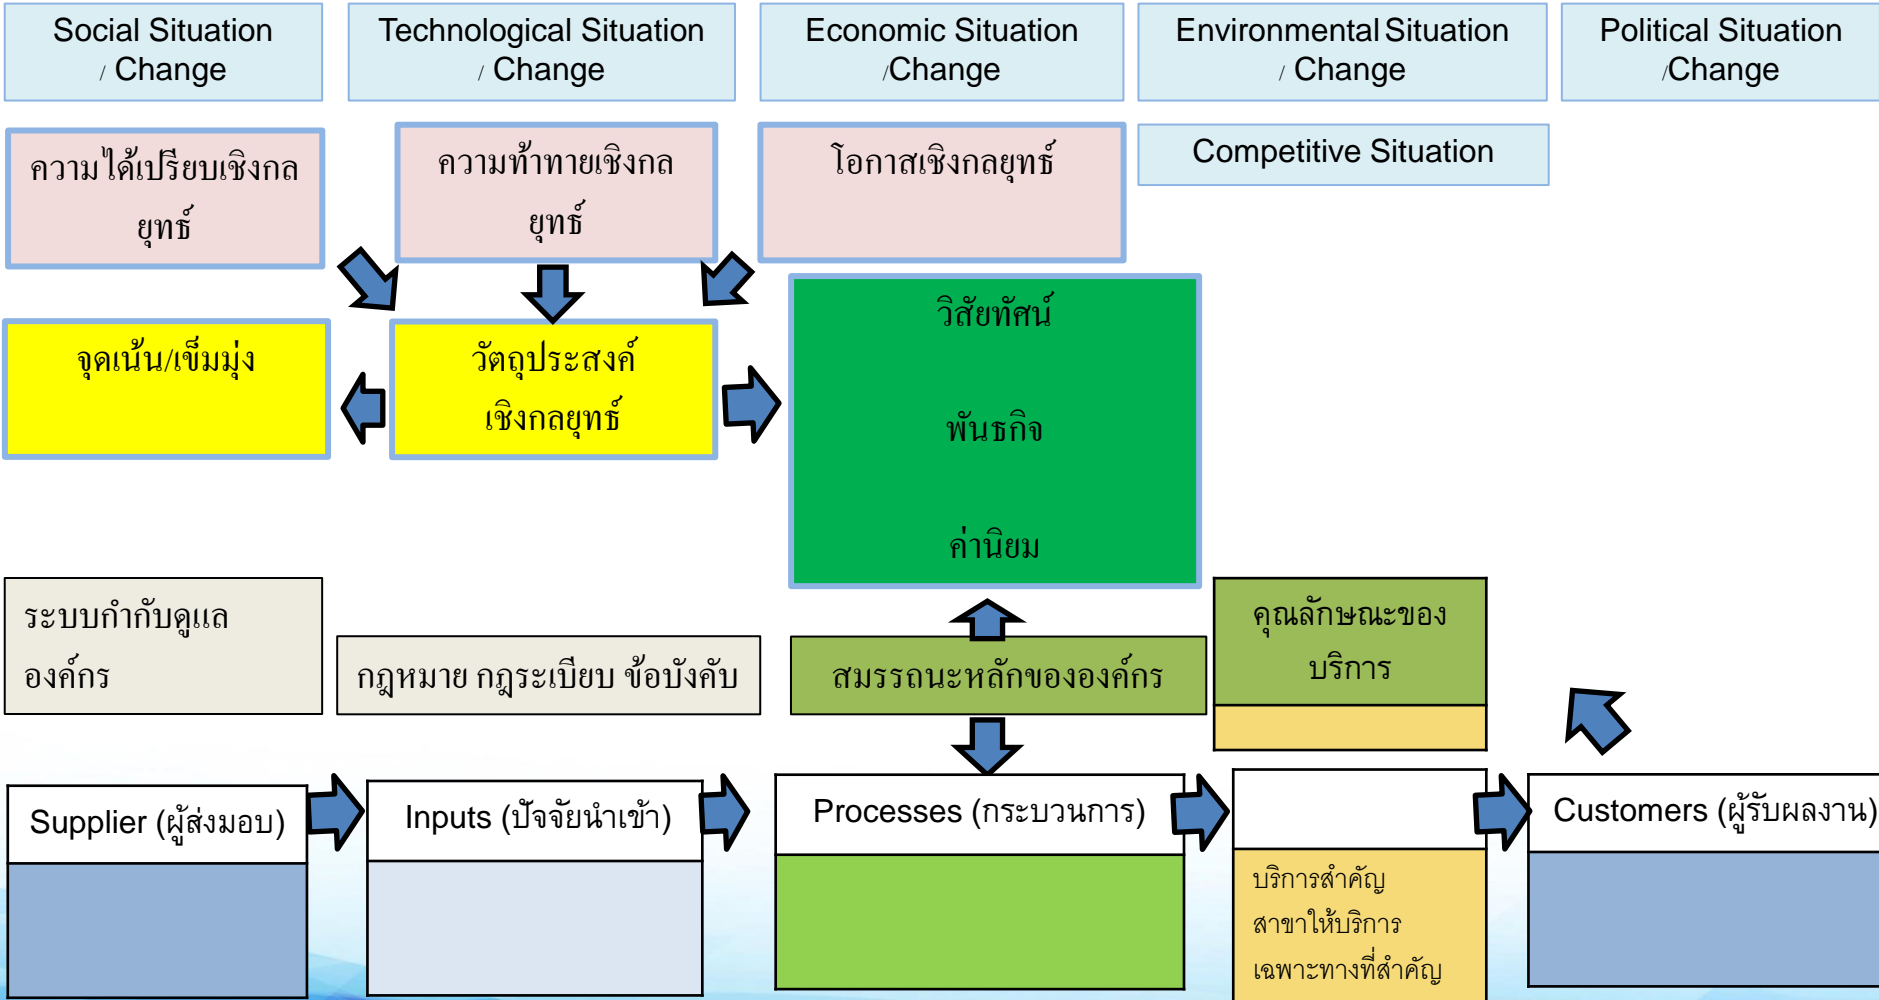 Social Situation
/ Change
Technological Situation
/ Change
Economic Situation
/Change
Environmental Situation
/ Change
Political Situation
/Change
ความได้เปรียบเชิงกล
ยุทธ์
ความท้าทายเชิงกล
ยุทธ์
โอกาสเชิงกลยุทธ์
Competitive Situation
จุดเน้น/เข็มมุ่ง
วัตถุประสงค์
เชิงกลยุทธ์
วิสัยทัศน์
พันธกิจ
ค่านิยม
ระบบกำกับดูแล
องค์กร
กฎหมาย กฎระเบียบ ข้อบังคับ
สมรรถนะหลักขององค์กร
คุณลักษณะของ
บริการ
Supplier (ผู้ส่งมอบ)
Inputs (ปัจจัยนำเข้า)
Processes (กระบวนการ)
บริการสำคัญ
สาขาให้บริการ
เฉพาะทางที่สำคัญ
Customers (ผู้รับผลงาน)